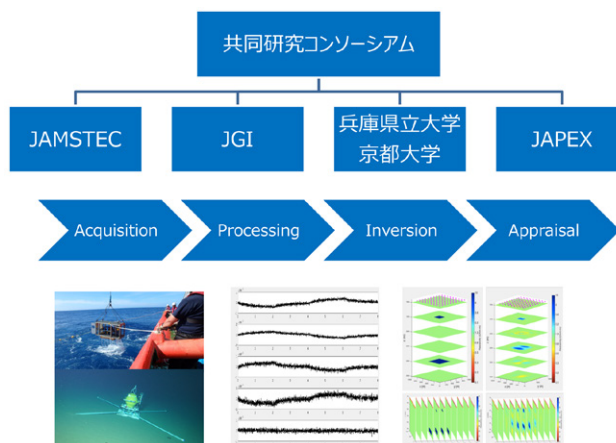 共同研究コンソーシアム
JAMSTEC
JGI
兵庫県立大学
京都大学
JAPEX
Acquisition
Processing
Inversion
Appraisal